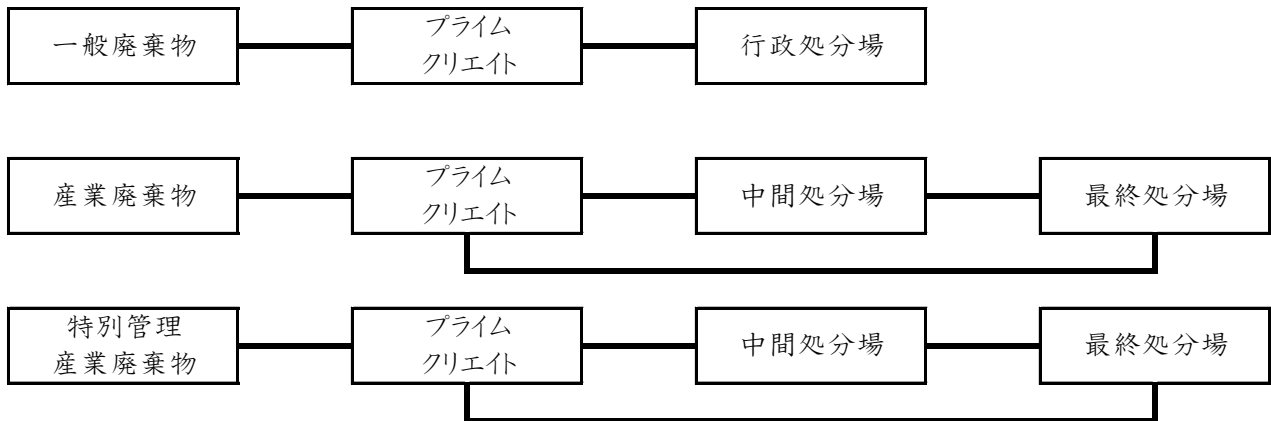 一般廃棄物
プライム
クリエイト
行政処分場
産業廃棄物
プライム
クリエイト
中間処分場
最終処分場
特別管理
産業廃棄物
プライム
クリエイト
中間処分場
最終処分場